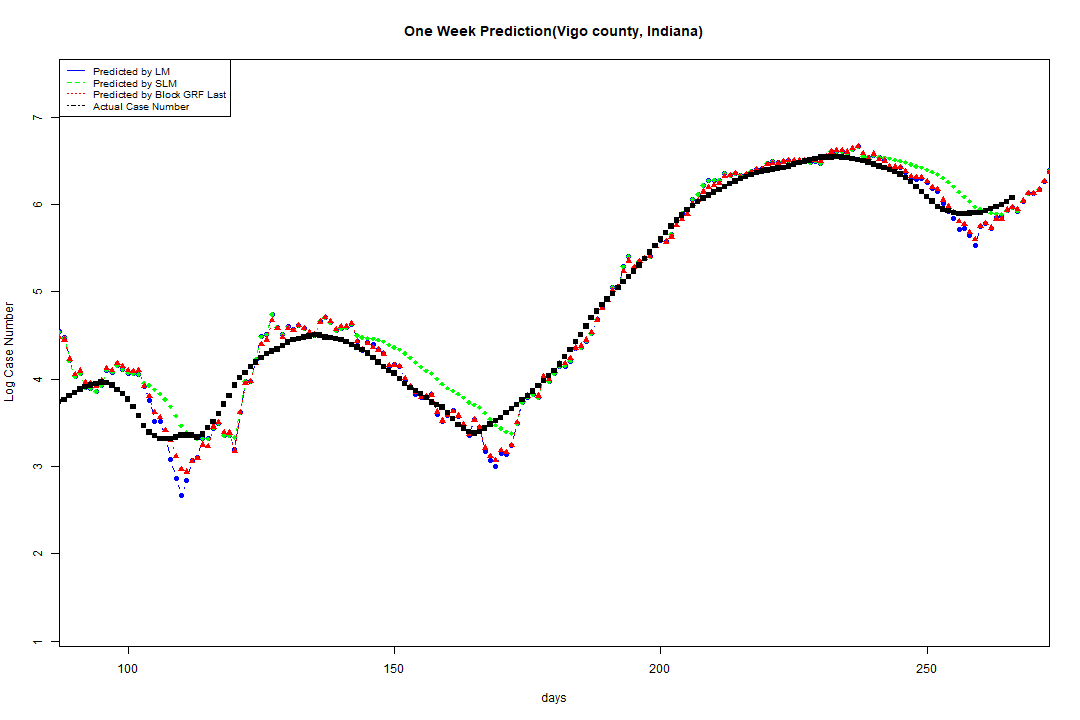 One Week Prediction(Vigo county, Indiana)
Predicted by LM
Predicted by SLM
Predicted by Block GRF Last
Actual Case Number
7
6
5
4
3
2
1
Log Case Number
100 150 200 250
days